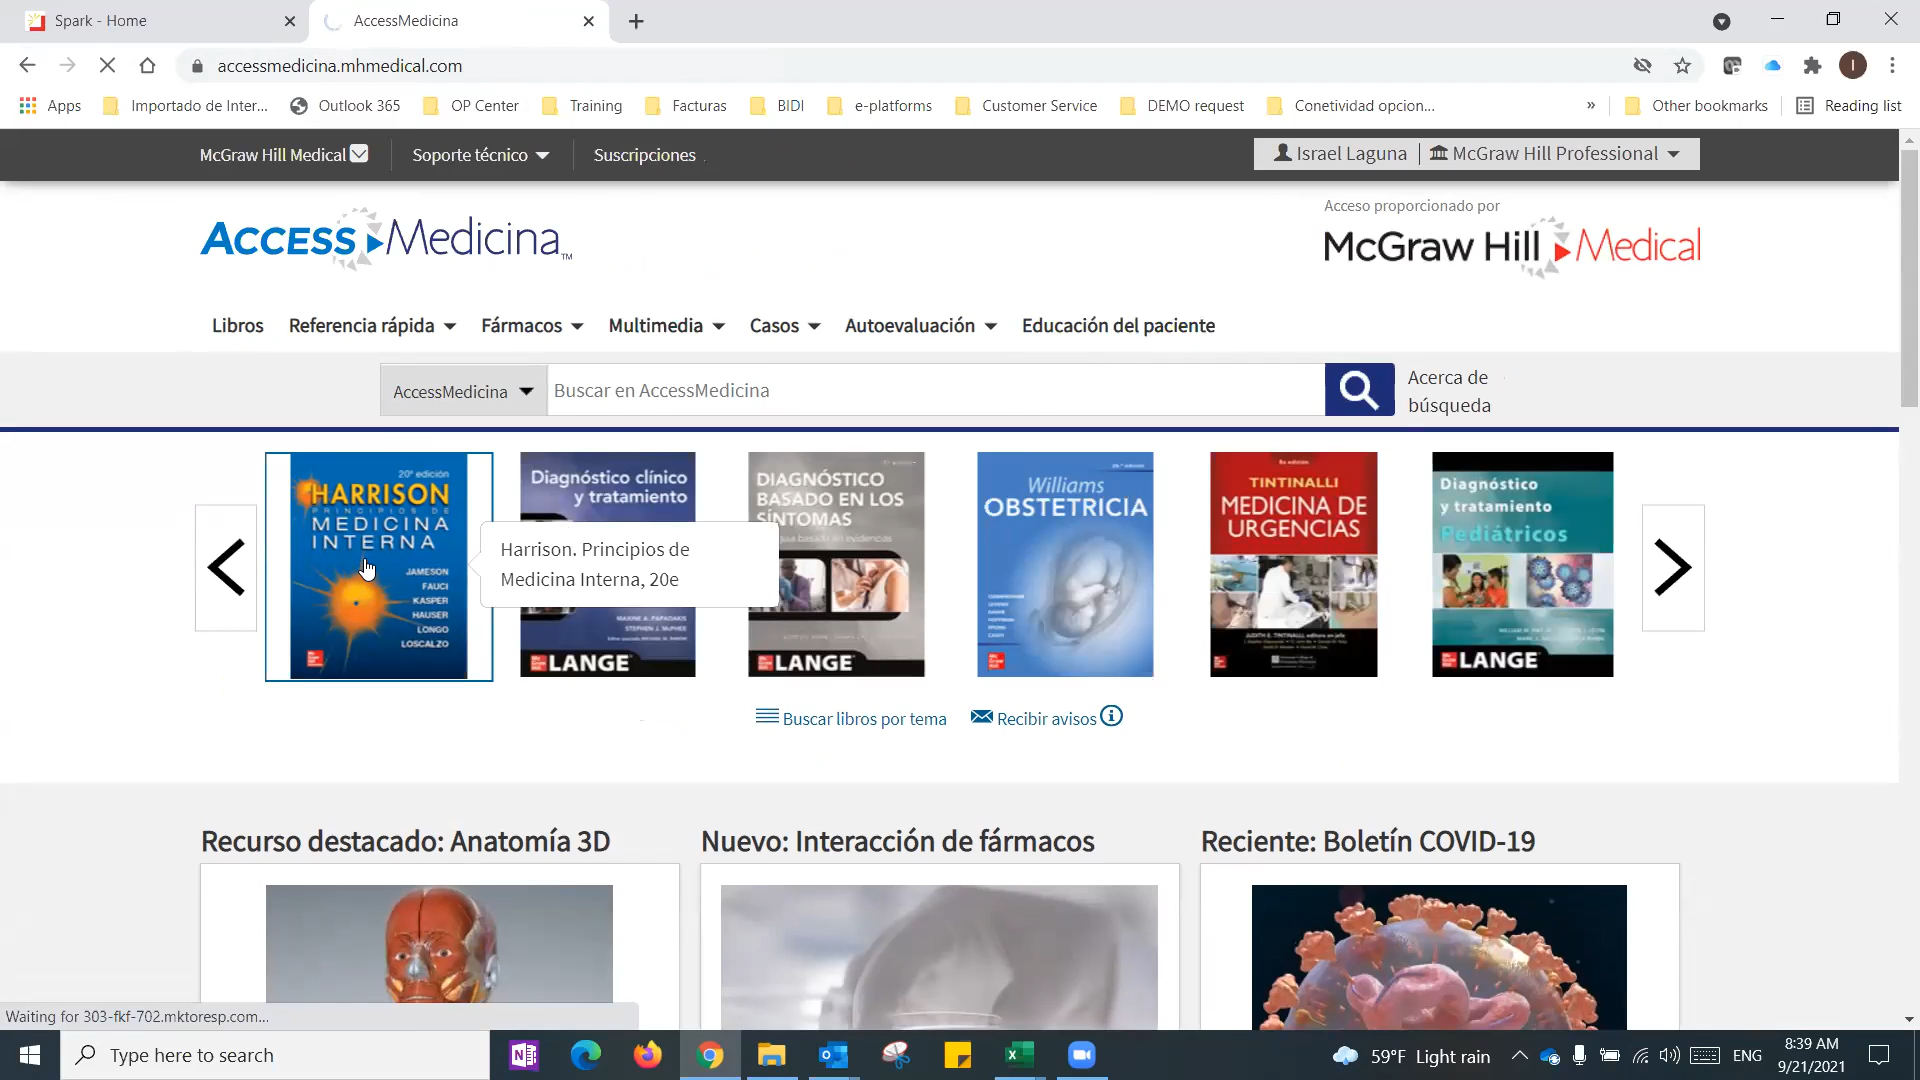 Spark - Home
AccessMedicina
accessmedicina.mhmedical.com
I
Apps
Importado de Inter...
Outlook 365
OP Center
Training
Facturas
BIDI
e-platforms
Customer Service
DEMO request
Conetividad opcion...
»
Other bookmarks
Reading list
McGraw Hill Medical
Soporte técnico
Suscripciones
Israel Laguna
McGraw Hill Professional
ACCESS Medicina™
Acceso proporcionado por
McGraw Hill Medical
Libros
Referencia rápida
Fármacos
Multimedia
Casos
Autoevaluación
Educación del paciente
AccessMedicina
Buscar en AccessMedicina
Acerca de
búsqueda
20ª edición
HARRISON
PRINCIPIOS DE
MEDICINA
INTERNA
JAMESON
FAUCI
KASPER
HAUSER
LONGO
LOSCALZO
Harrison. Principios de
Medicina Interna, 20e
Diagnóstico clínico
y tratamiento
MAXINE A. PAPADAKIS
STEPHEN J. McPHEE
LANGE
DIAGNÓSTICO
BASADO EN LOS
SÍNTOMAS
LANGE
Williams
OBSTETRICIA
TINTINALLI
MEDICINA DE
URGENCIAS
Diagnóstico
y tratamiento
Pediátricos
LANGE
Buscar libros por tema
Recibir avisos
Recurso destacado: Anatomía 3D
Nuevo: Interacción de fármacos
Reciente: Boletín COVID-19
Waiting for 303-fkf-702.mktoresp.com...
Type here to search
59°F Light rain
ENG
8:39 AM
9/21/2021